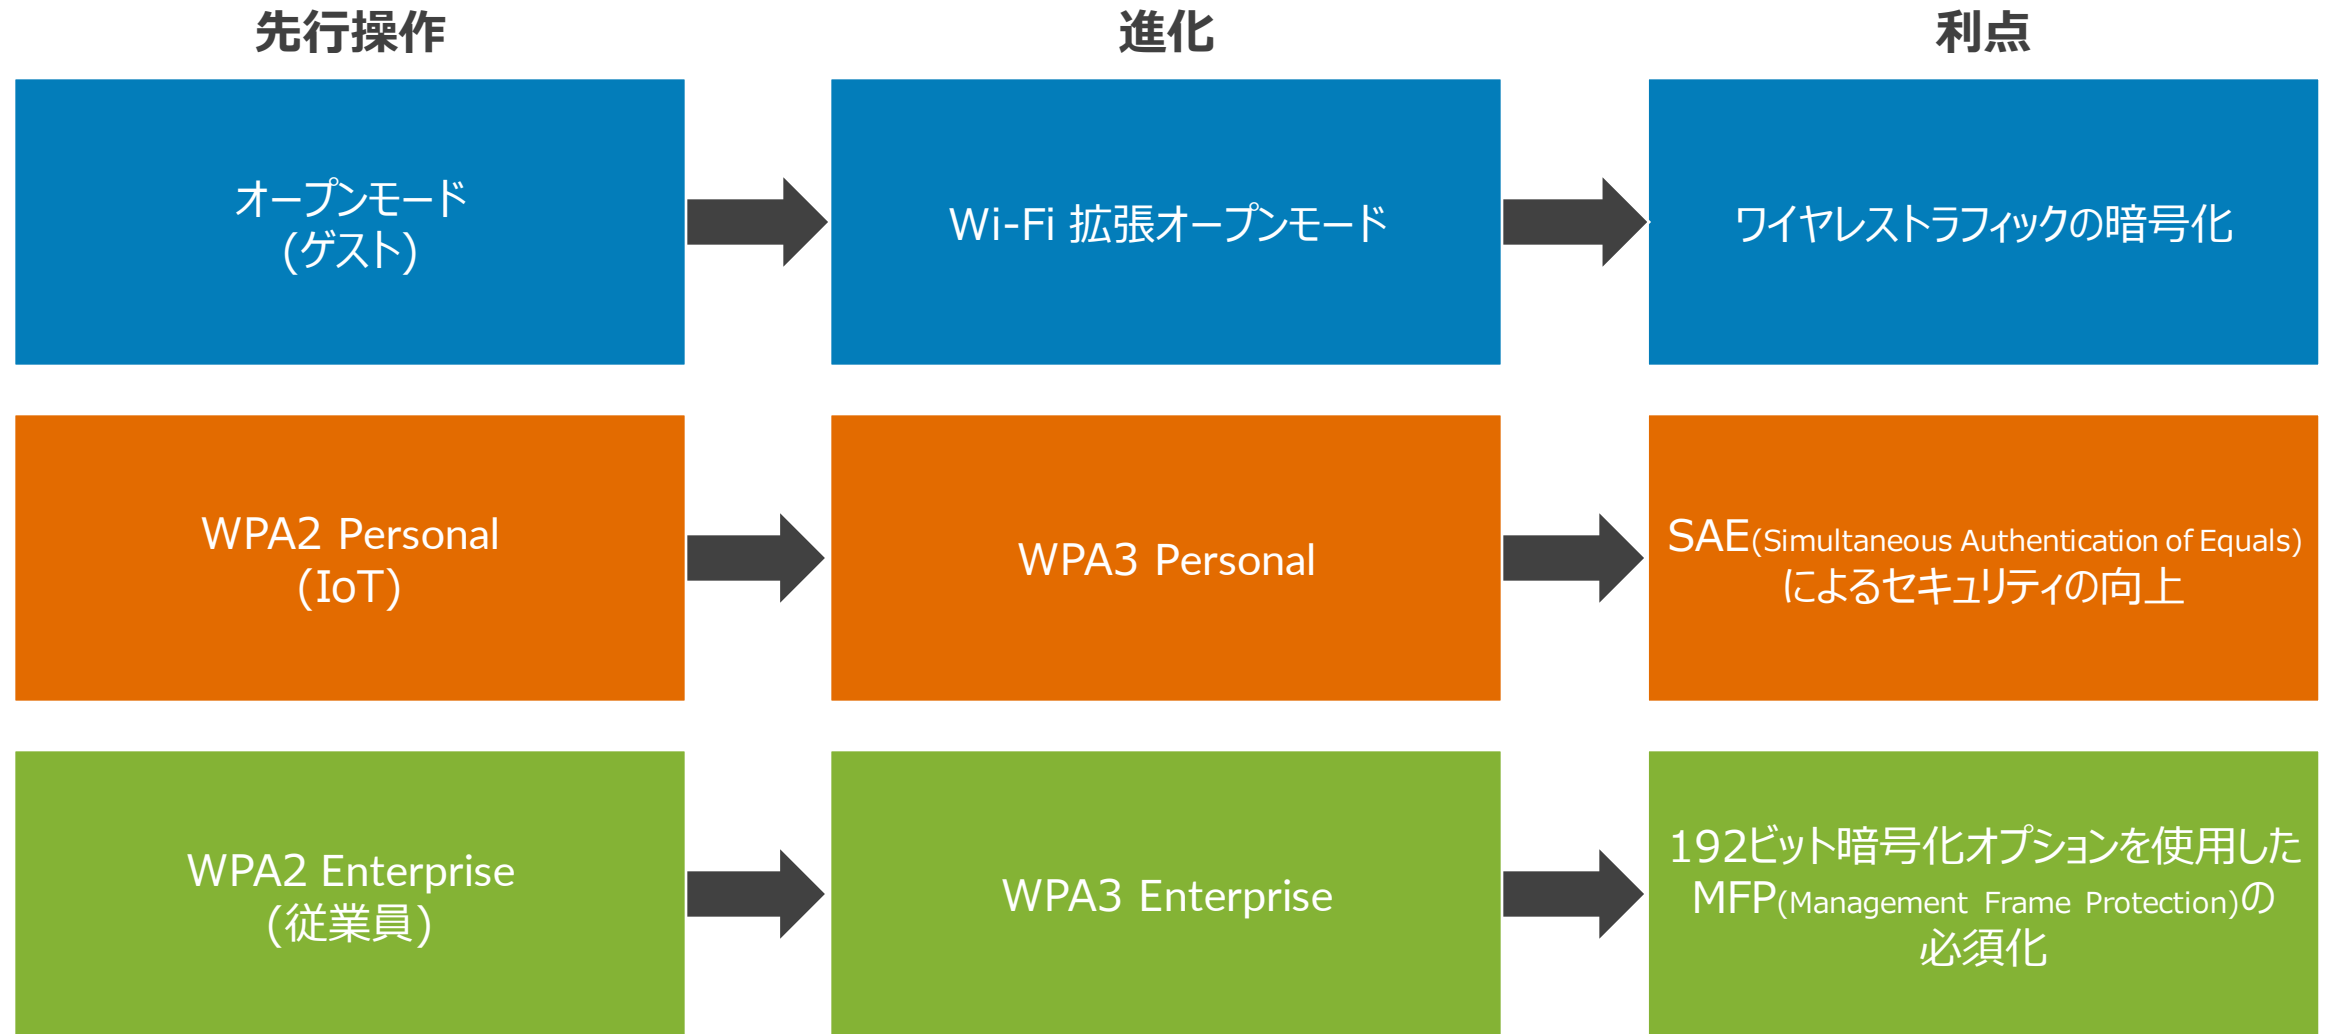 先行操作
進化
利点
オープンモード
(ゲスト)
Wi-Fi 拡張オープンモード
ワイヤレストラフィックの暗号化
WPA2 Personal
(IoT)
WPA3 Personal
SAE(Simultaneous Authentication of Equals)
によるセキュリティの向上
WPA2 Enterprise
(従業員)
WPA3 Enterprise
192ビット暗号化オプションを使用した
MFP(Management Frame Protection)の
必須化